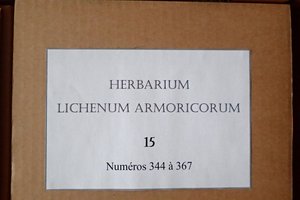 HERBARIUM
LICHENUM ARMORICORUM
15
Numéros 344 à 367